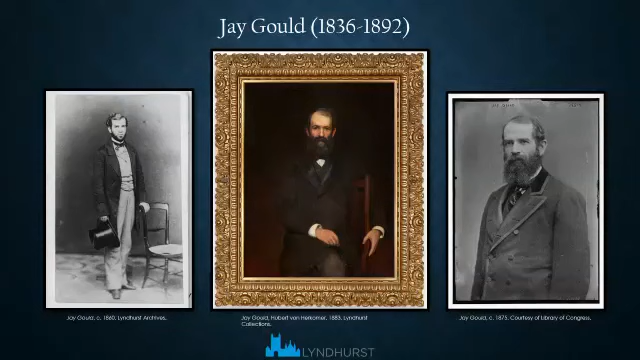 Jay Gould (1836-1892)
Jay Gould, c. 1860, Lyndhurst Archives.
Jay Gould, Hubert van Herkomer, 1883, Lyndhurst
Collections.
Jay Gould, c. 1875, Courtesy of Library of Congress.
LYNDHURST